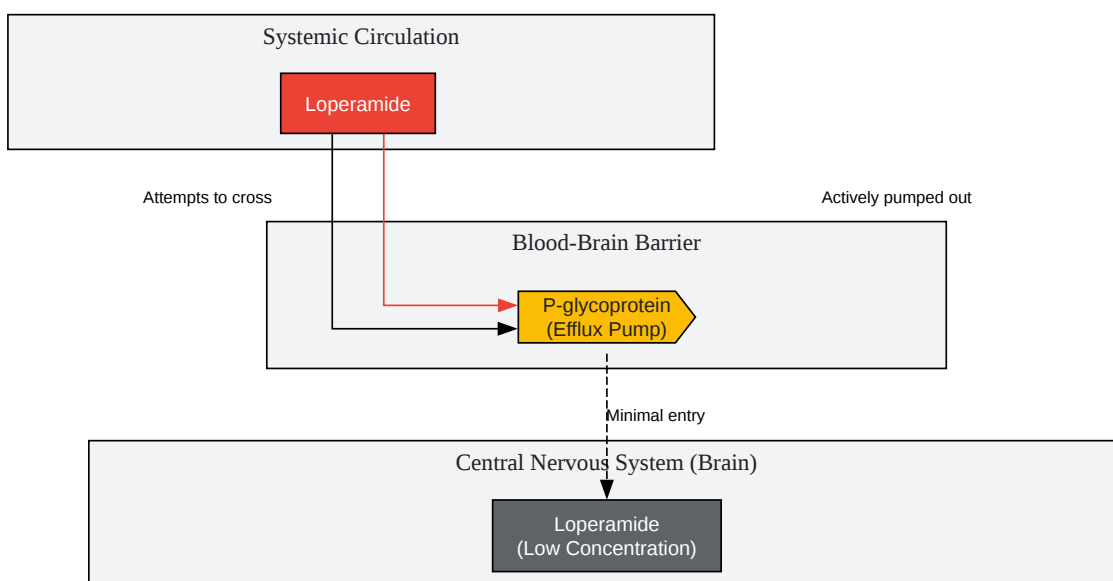 Systemic Circulation
Loperamide
Attempts to cross
Actively pumped out
Blood-Brain Barrier
P-glycoprotein
(Efflux Pump)
Minimal entry
Central Nervous System (Brain)
Loperamide
(Low Concentration)